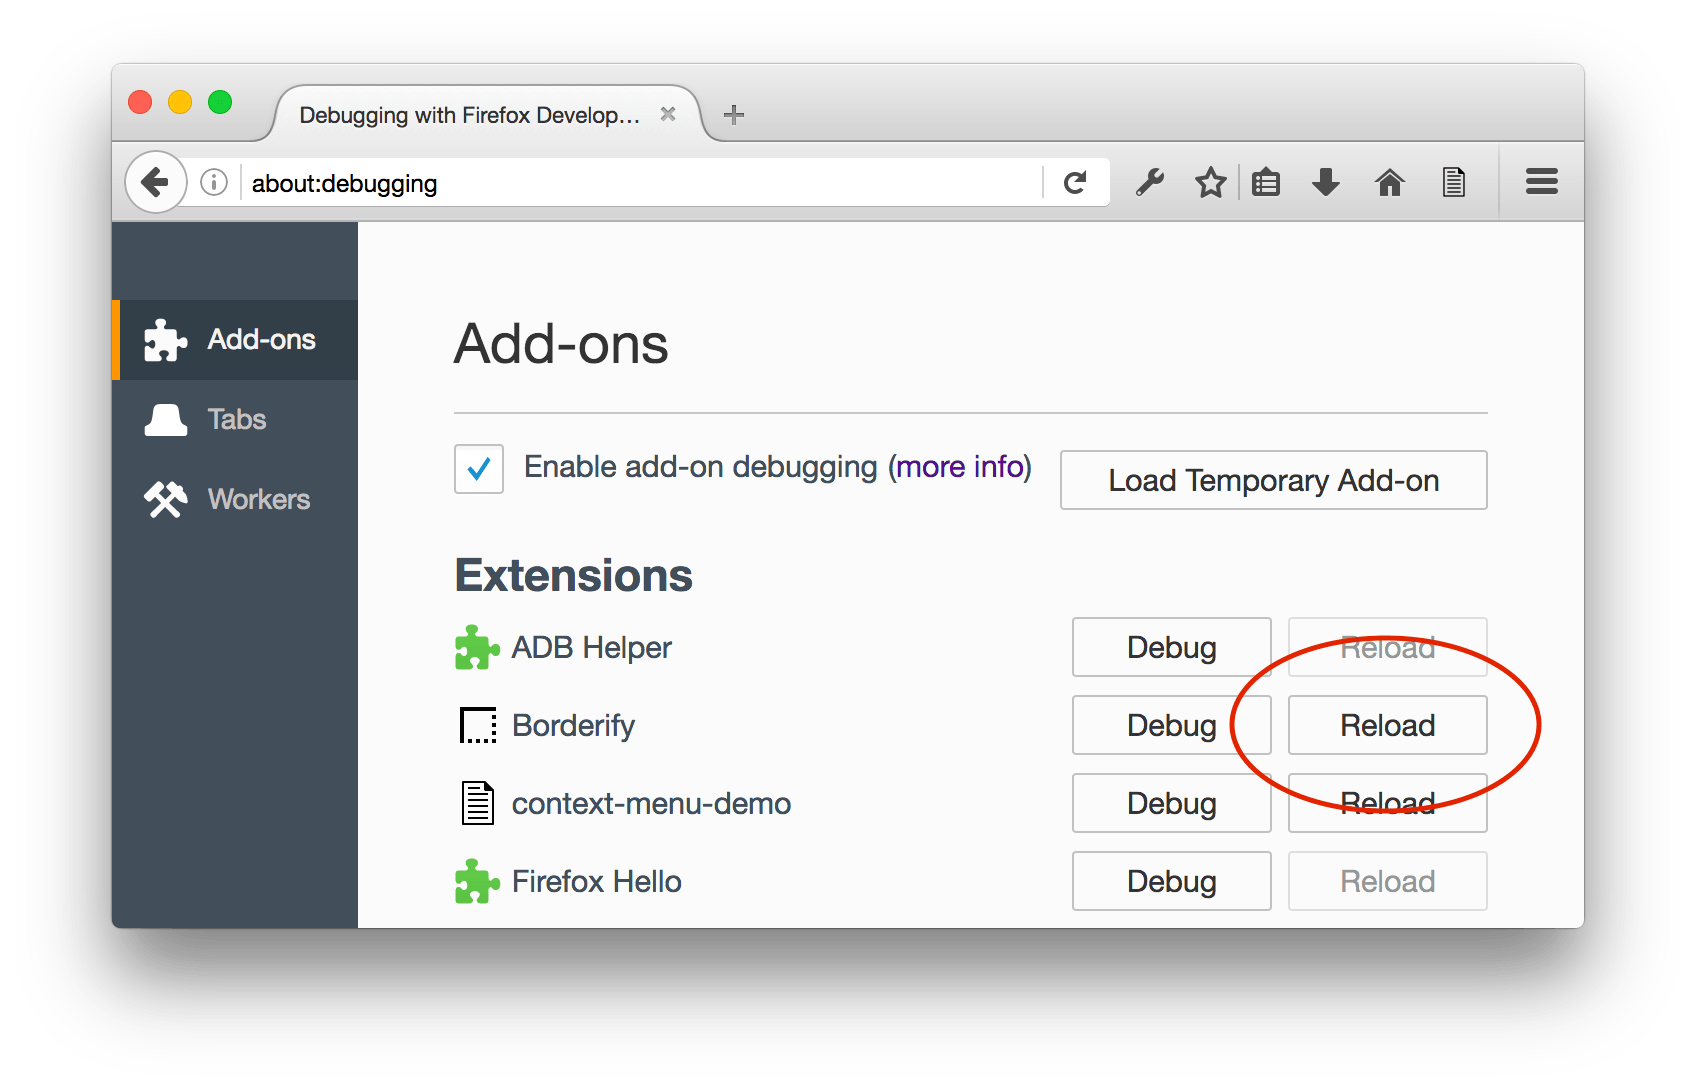 Debugging with Firefox Develop...
about:debugging
Add-ons
Tabs
Workers
Add-ons
Enable add-on debugging (more info)
Load Temporary Add-on
Extensions
ADB Helper Debug Reload
Borderify Debug Reload
context-menu-demo Debug Reload
Firefox Hello Debug Reload